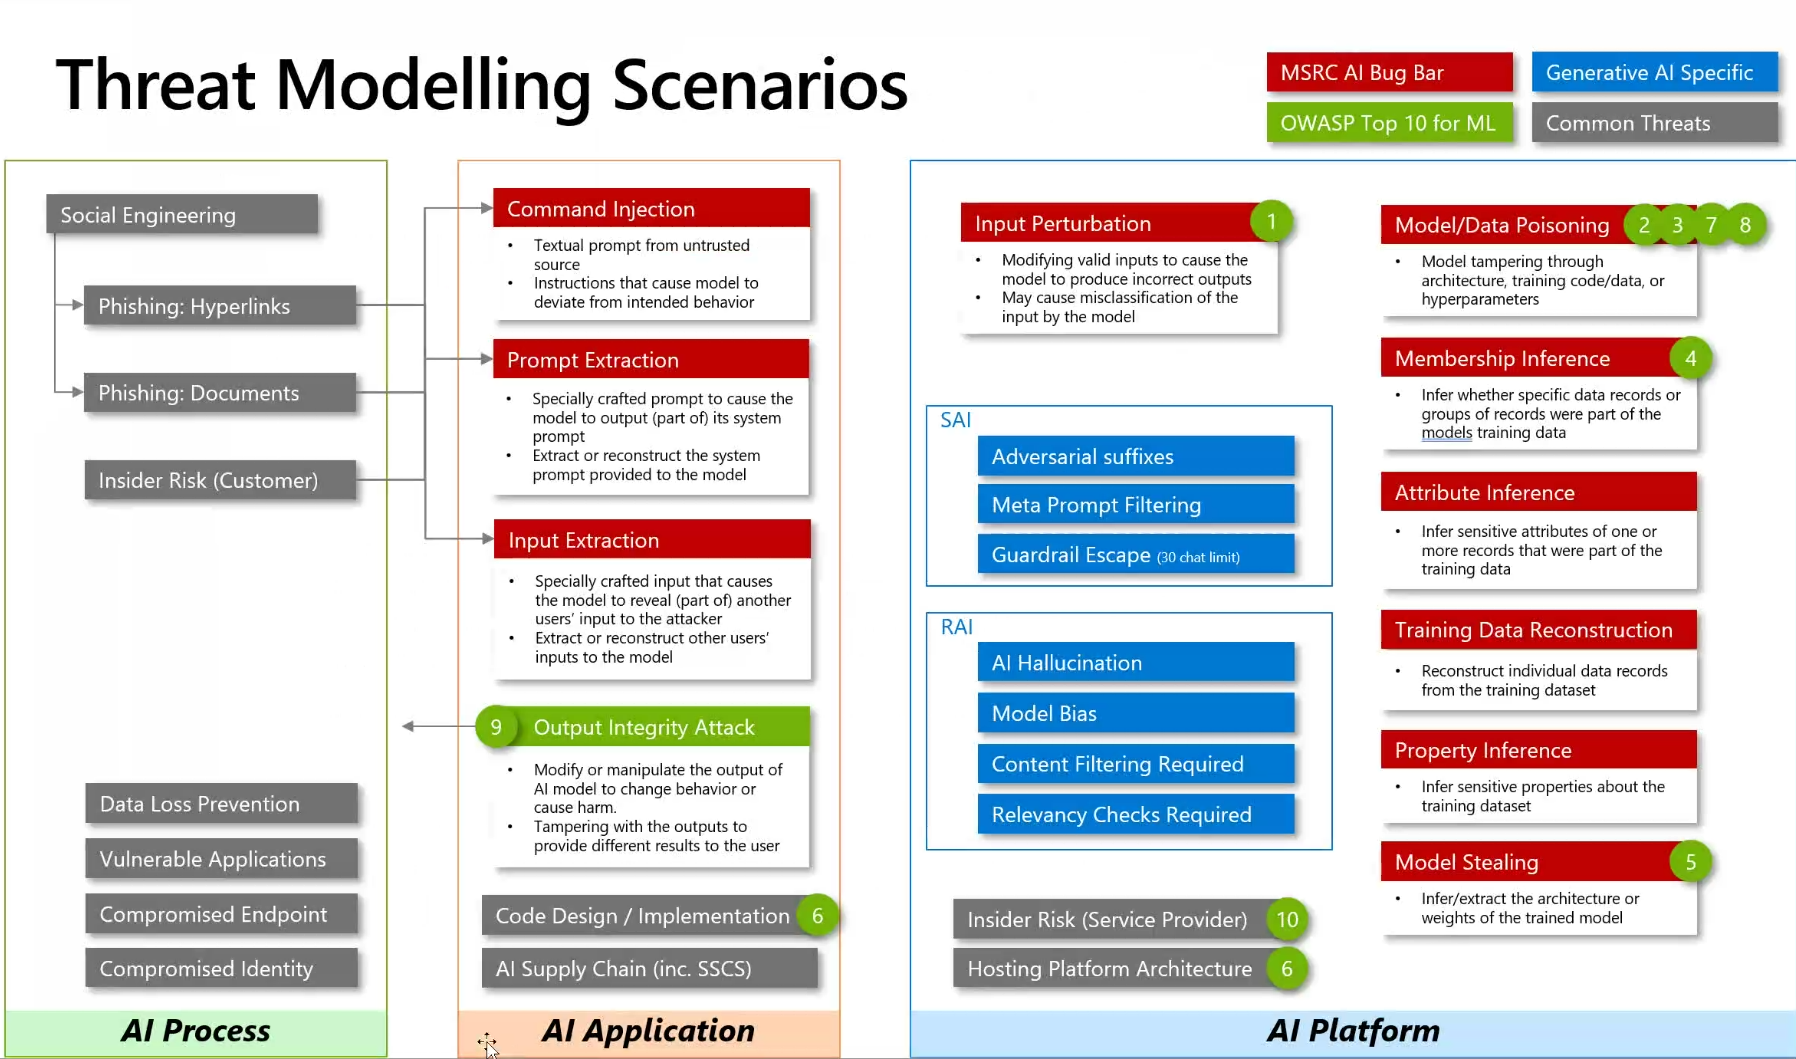 Threat Modelling Scenarios
MSRC AI Bug Bar
Generative AI Specific
OWASP Top 10 for ML
Common Threats
Social Engineering
Phishing: Hyperlinks
Phishing: Documents
Insider Risk (Customer)
Data Loss Prevention
Vulnerable Applications
Compromised Endpoint
Compromised Identity
AI Process
Command Injection
• Textual prompt from untrusted
source
• Instructions that cause model to
deviate from intended behavior
Prompt Extraction
• Specially crafted prompt to cause the
model to output (part of) its system
prompt
• Extract or reconstruct the system
prompt provided to the model
Input Extraction
• Specially crafted input that causes
the model to reveal (part of) another
users' input to the attacker
• Extract or reconstruct other users'
inputs to the model
9 Output Integrity Attack
• Modify or manipulate the output of
AI model to change behavior or
cause harm.
• Tampering with the outputs to
provide different results to the user
Code Design / Implementation 6
AI Supply Chain (inc. SSCS)
AI Application
Input Perturbation 1
• Modifying valid inputs to cause the
model to produce incorrect outputs
• May cause misclassification of the
input by the model
SAI
Adversarial suffixes
Meta Prompt Filtering
Guardrail Escape (30 chat limit)
RAI
AI Hallucination
Model Bias
Content Filtering Required
Relevancy Checks Required
Insider Risk (Service Provider) 10
Hosting Platform Architecture 6
Model/Data Poisoning 2 3 7 8
• Model tampering through
architecture, training code/data, or
hyperparameters
Membership Inference 4
• Infer whether specific data records or
groups of records were part of the
models training data
Attribute Inference
• Infer sensitive attributes of one or
more records that were part of the
training data
Training Data Reconstruction
• Reconstruct individual data records
from the training dataset
Property Inference
• Infer sensitive properties about the
training dataset
Model Stealing 5
• Infer/extract the architecture or
weights of the trained model
AI Platform